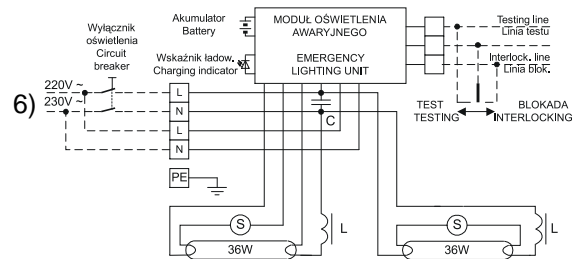 Wyłącznik
oświetlenia
Circuit
breaker
Akumulator
Battery
Wskaźnik ładow.
Charging indicator
MODUŁ OŚWIETLENIA
AWARYJNEGO
EMERGENCY
LIGHTING UNIT
Testing line
Linia testu
Interlock. line
Linia blok.
TEST
TESTING
BLOKADA
INTERLOCKING
6)
220V ~
230V ~
L
N
L
N
PE
C
S
36W
L
S
36W
L